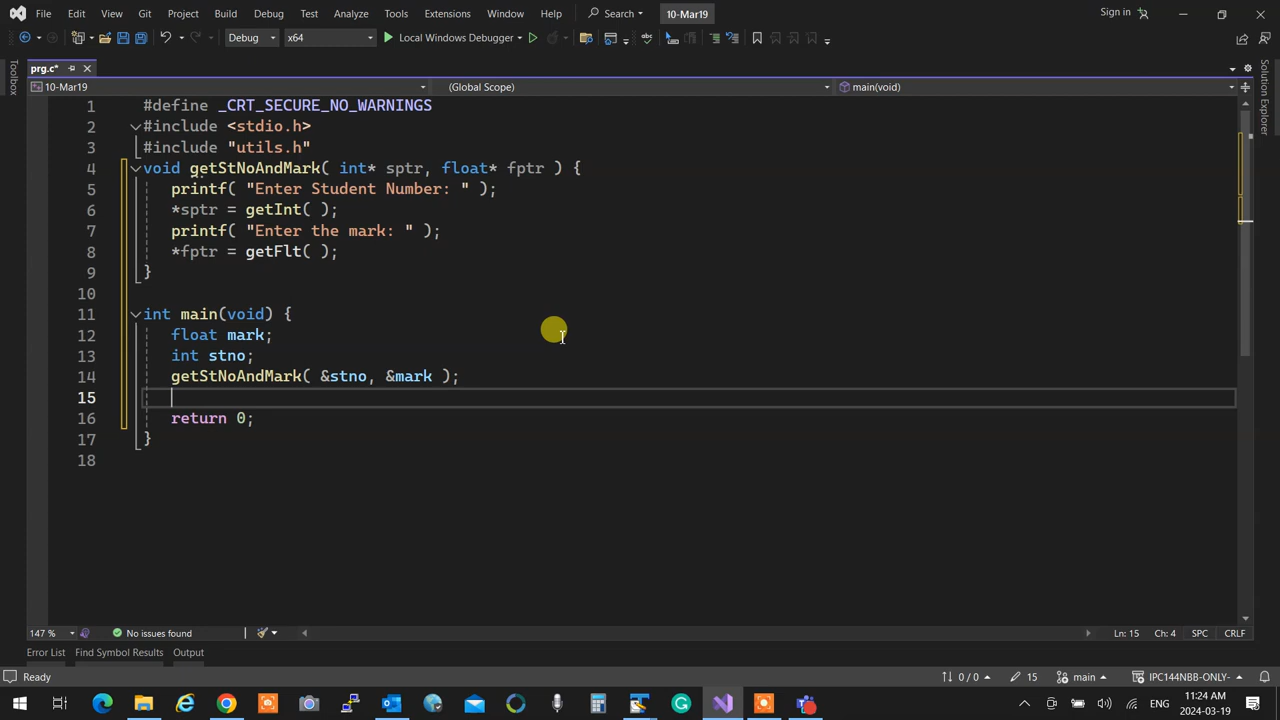 File Edit View Git Project Build Debug Test Analyze Tools Extensions Window Help Search 10-Mar19 Sign in
Debug x64 Local Windows Debugger
prg.c*
10-Mar19 (Global Scope) main(void)
Toolbox
Solution Explorer
1 #define _CRT_SECURE_NO_WARNINGS
2 #include <stdio.h>
3 #include "utils.h"
4 void getStNoAndMark( int* sptr, float* fptr ) {
5 printf( "Enter Student Number: " );
6 *sptr = getInt( );
7 printf( "Enter the mark: " );
8 *fptr = getFlt( );
9 }
10
11 int main(void) {
12 float mark;
13 int stno;
14 getStNoAndMark( &stno, &mark );
15
16 return 0;
17 }
18
147 % No issues found Ln: 15 Ch: 4 SPC CRLF
Error List Find Symbol Results Output
Ready 0 / 0 15 main IPC144NBB-ONLY-
11:24 AM
ENG
2024-03-19